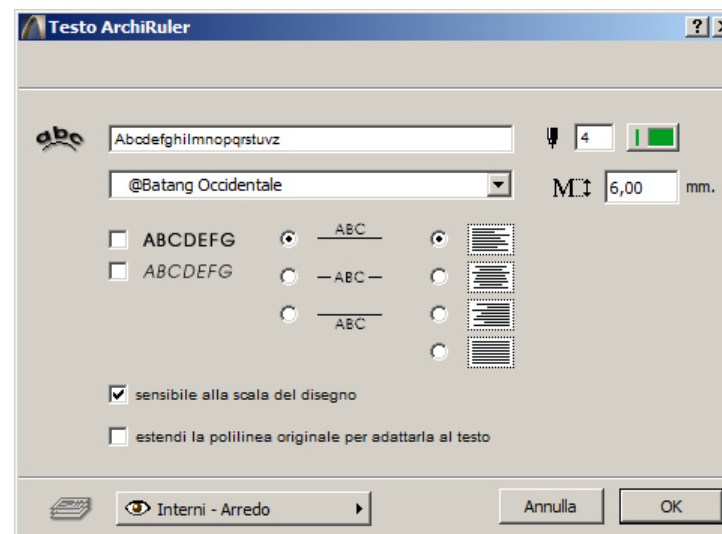 Testo ArchiRuler
abc
Abcdefghilmnopqrstuvz
4
@Batang Occidentale
M
6,00
mm.
ABCDEFG
ABC
ABCDEFG
ABC
ABC
sensibile alla scala del disegno
estendi la polilinea originale per adattarla al testo
Interni - Arredo
Annulla
OK